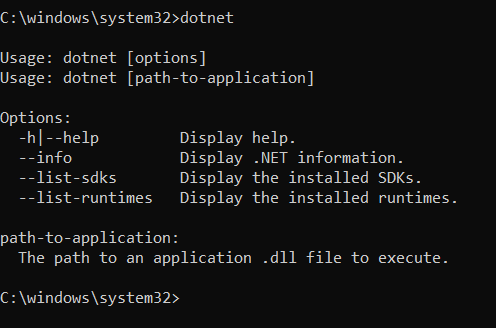 C:\windows\system32>dotnet
Usage: dotnet [options]
Usage: dotnet [path-to-application]
Options:
-h|--help Display help.
--info Display .NET information.
--list-sdks Display the installed SDKs.
--list-runtimes Display the installed runtimes.
path-to-application:
The path to an application .dll file to execute.
C:\windows\system32>